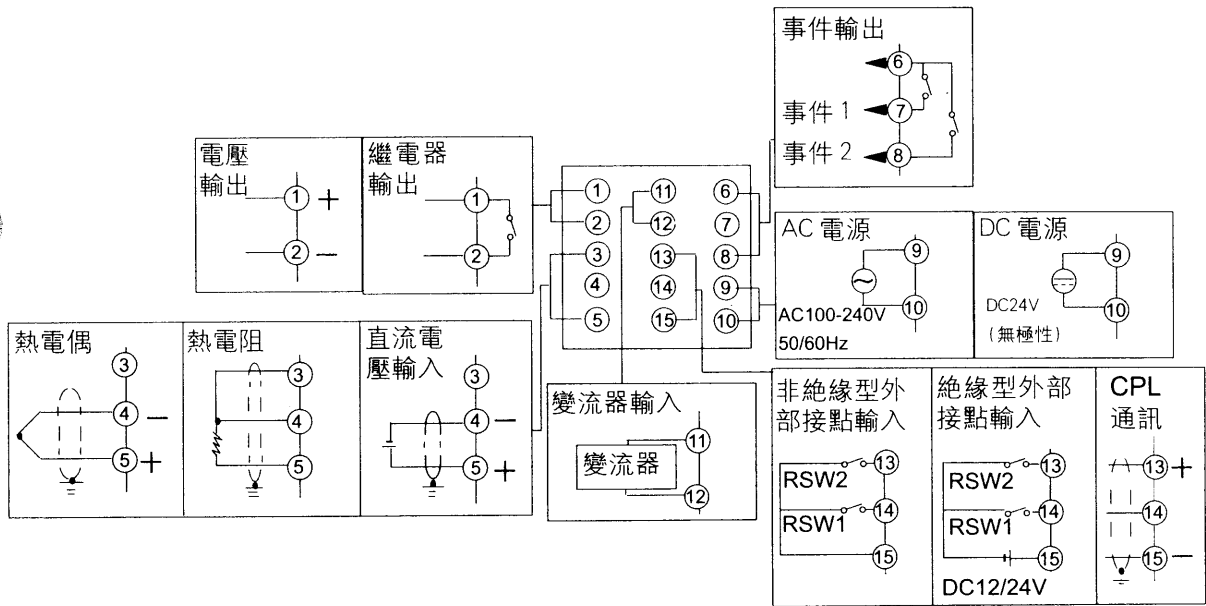 事件輸出
6
事件 1
7
事件 2
8
電壓
輸出
1
+
2
−
繼電器
輸出
1
2
1
2
3
4
5
11
12
13
14
15
6
7
8
9
10
AC 電源
9
10
AC100-240V
50/60Hz
DC 電源
9
10
DC24V
(無極性)
熱電偶
3
4
−
5
+
熱電阻
3
4
5
直流電
壓輸入
3
4
−
5
+
變流器輸入
11
變流器
12
非絕緣型外
部接點輸入
13
RSW2
14
RSW1
15
絕緣型外部
接點輸入
13
RSW2
14
RSW1
15
DC12/24V
CPL
通訊
13
+
14
15
−